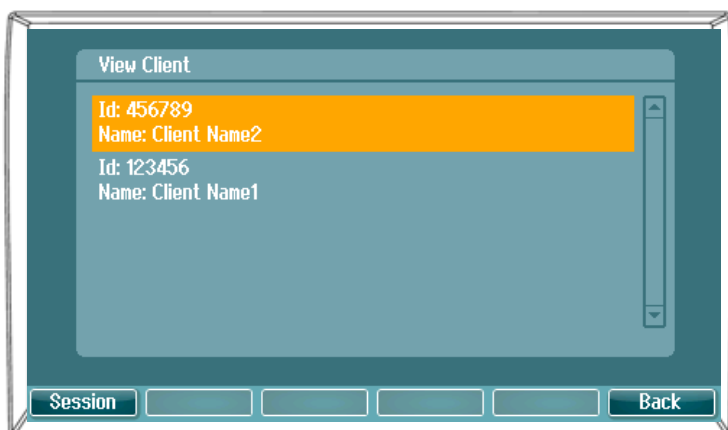 View Client
Id: 456789
Name: Client Name2
Id: 123456
Name: Client Name1
Session
Back